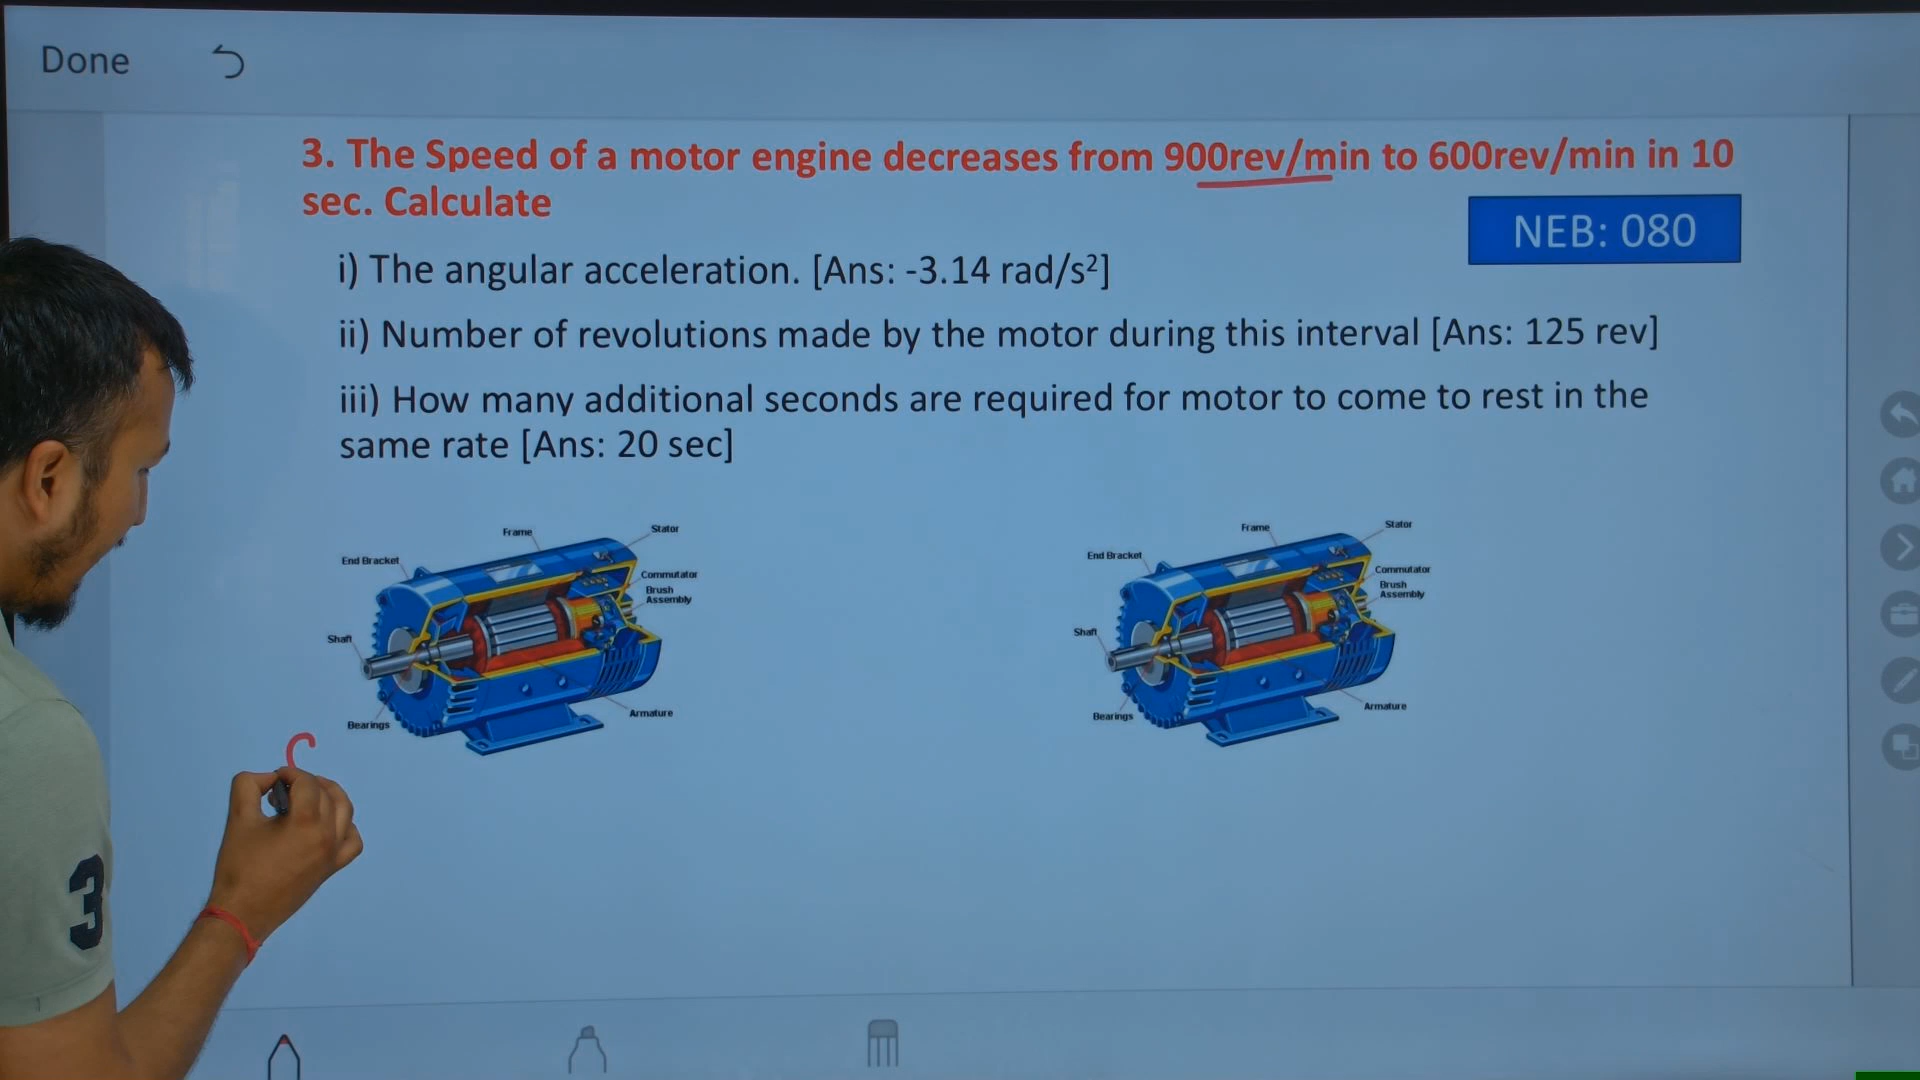 Done
3. The Speed of a motor engine decreases from 900rev/min to 600rev/min in 10
sec. Calculate
NEB: 080
i) The angular acceleration. [Ans: -3.14 rad/s²]
ii) Number of revolutions made by the motor during this interval [Ans: 125 rev]
iii) How many additional seconds are required for motor to come to rest in the
same rate [Ans: 20 sec]
Frame
Stator
End Bracket
Commutator
Brush
Assembly
Shaft
Armature
Bearings
Frame
Stator
End Bracket
Commutator
Brush
Assembly
Shaft
Armature
Bearings
3